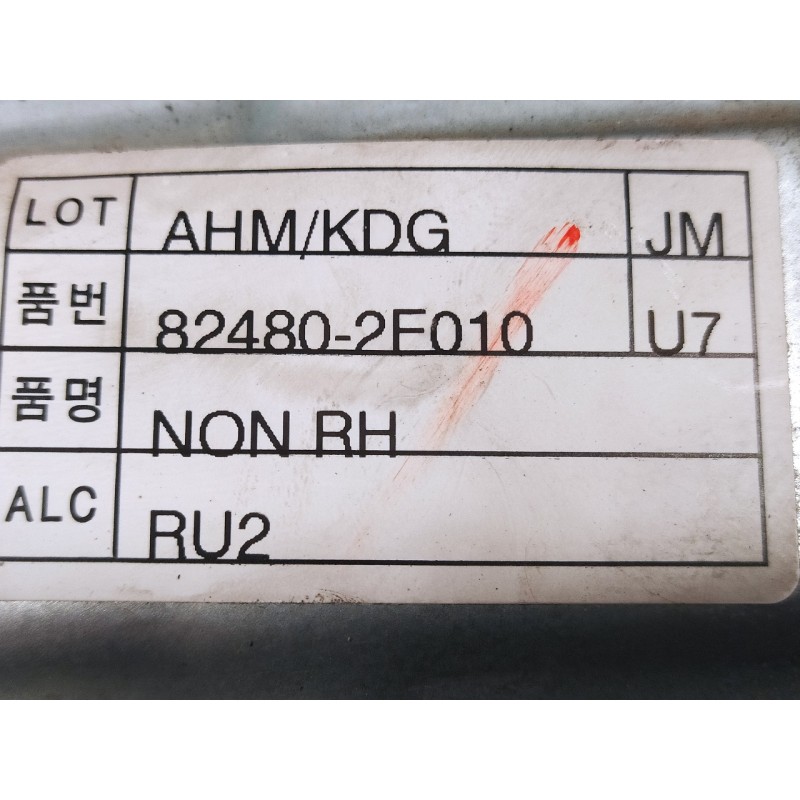 LOT AHM/KDG JM
품번 82480-2F010 U7
품명 NON RH
ALC RU2